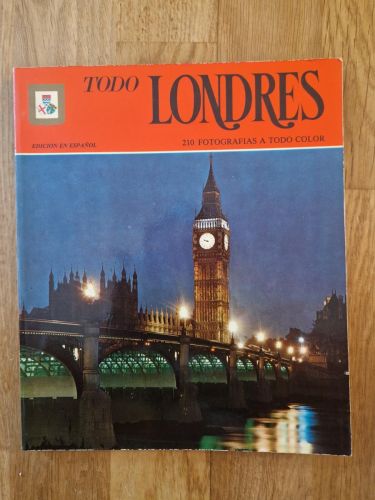 TODO LONDRES
EDICION EN ESPAÑOL
210 FOTOGRAFIAS A TODO COLOR